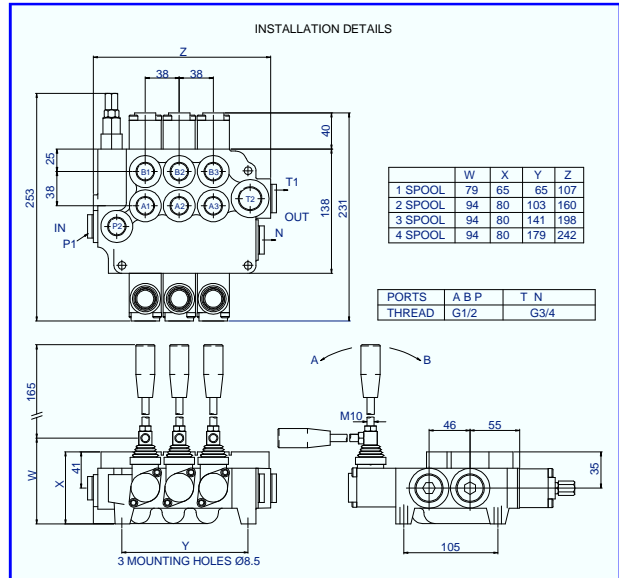 INSTALLATION DETAILS
Z
38 38
40
25
38
253
138
231
B1 B2 B3
A1 A2 A3
T2
T1
OUT
N
IN
P1
P2
W X Y Z
1 SPOOL 79 65 65 107
2 SPOOL 94 80 103 160
3 SPOOL 94 80 141 198
4 SPOOL 94 80 179 242
PORTS A B P T N
THREAD G1/2 G3/4
165
W
X
41
Y
3 MOUNTING HOLES Ø8.5
A B
M10
46 55
35
105